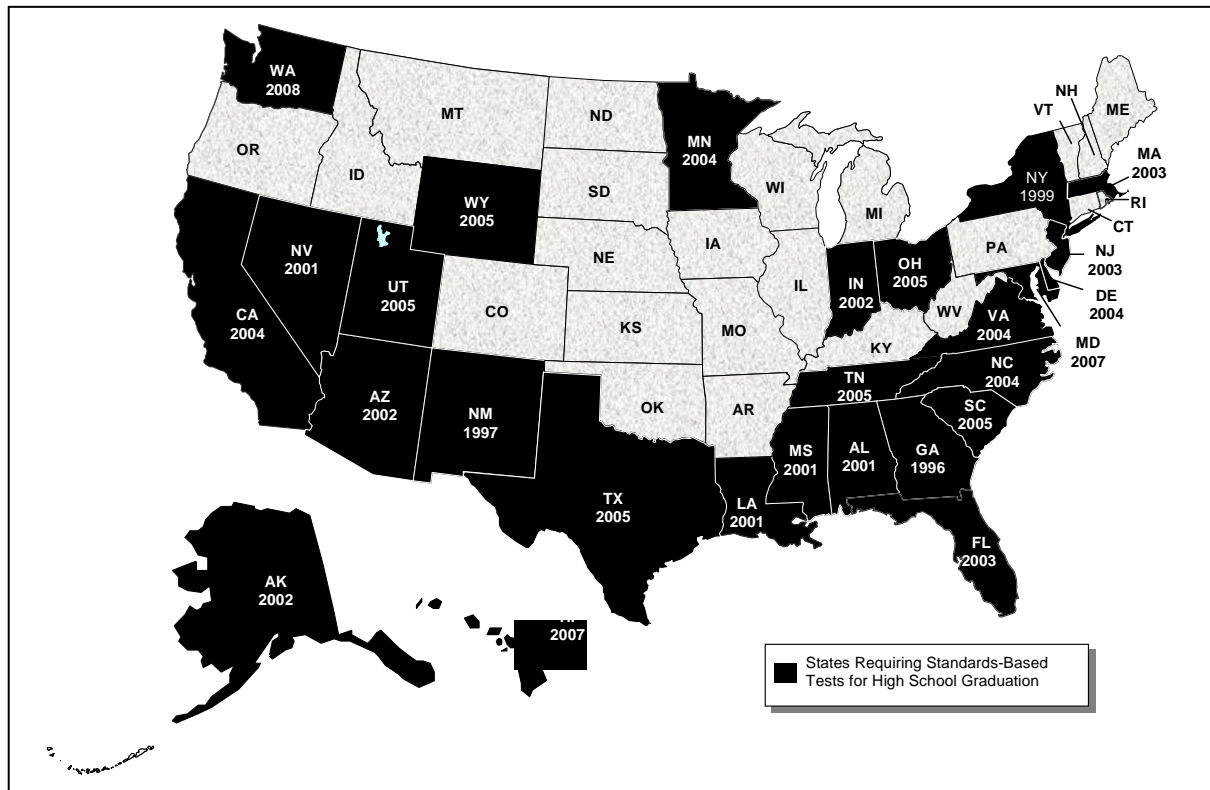 WA
2008
MT
ND
MN
2004
OR
ID
WY
2005
SD
WI
MI
NY
1999
VT
NH
ME
MA
2003
RI
CT
NV
2001
UT
2005
CA
2004
CO
NE
IA
IL
IN
2002
OH
2005
PA
NJ
2003
DE
2004
MD
2007
WV
VA
2004
KS
MO
KY
NC
2004
TN
2005
SC
2005
AZ
2002
NM
1997
OK
AR
MS
2001
AL
2001
GA
1996
TX
2005
LA
2001
FL
2003
AK
2002
2007
States Requiring Standards-Based
Tests for High School Graduation